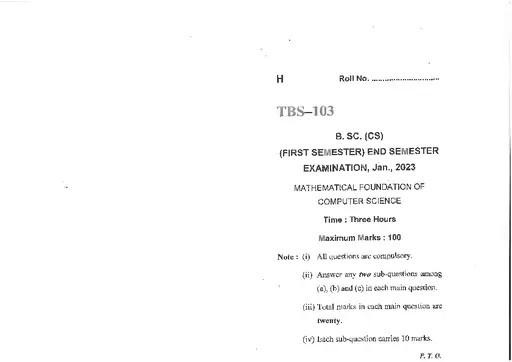 H Roll No. ..............................
TBS–103
B. SC. (CS)
(FIRST SEMESTER) END SEMESTER
EXAMINATION, Jan., 2023
MATHEMATICAL FOUNDATION OF
COMPUTER SCIENCE
Time : Three Hours
Maximum Marks : 100
Note : (i) All questions are compulsory.
(ii) Answer any two sub-questions among
(a), (b) and (c) in each main question.
(iii) Total marks in each main question are
twenty.
(iv) Each sub-question carries 10 marks.
P. T. O.